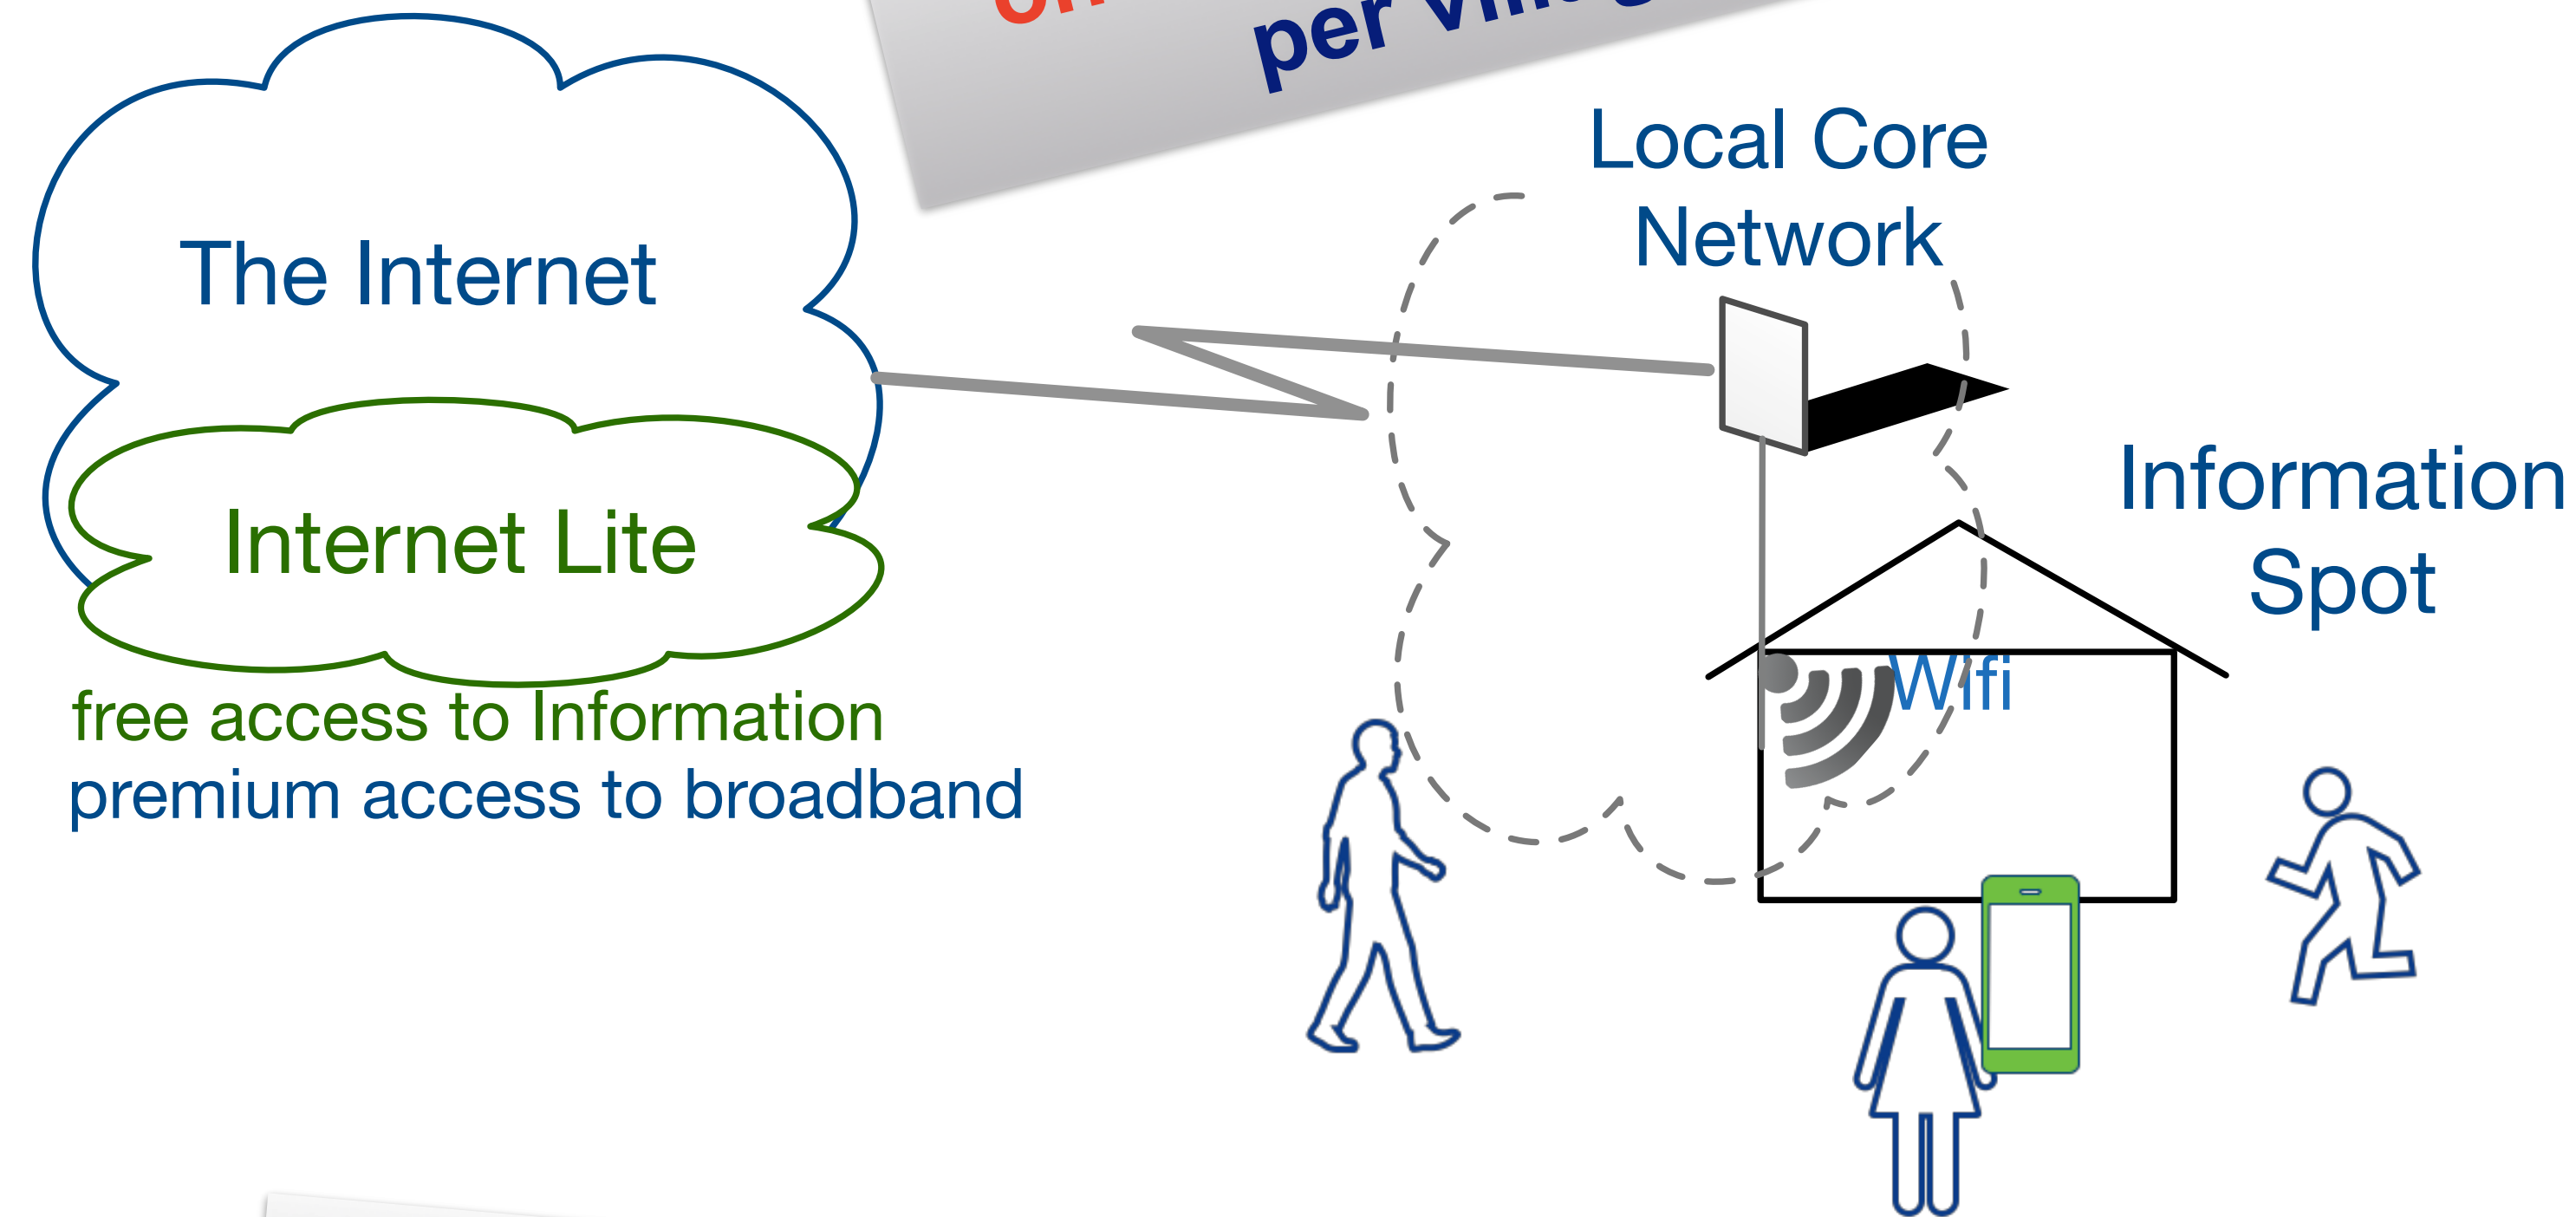 per
Local Core
Network
The Internet
Information
Spot
Internet Lite
Wifi
free access to Information
premium access to broadband